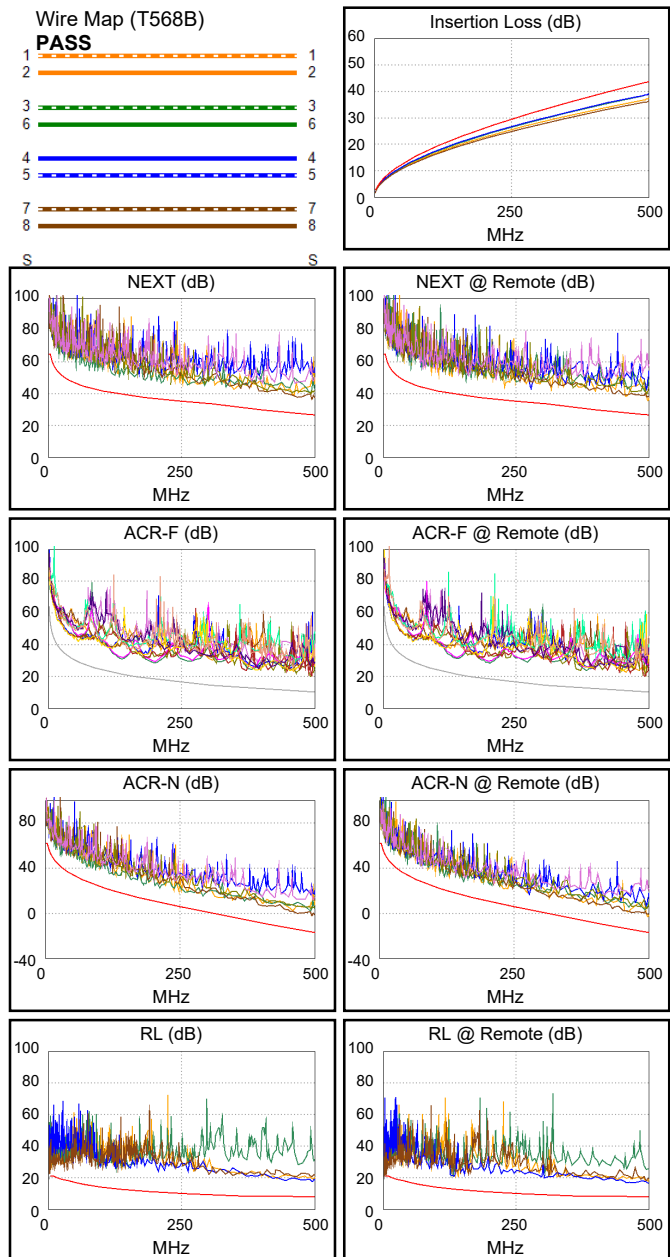 Wire Map (T568B)
PASS
1 1
2 2
3 3
6 6
4 4
5 5
7 7
8 8
S S
Insertion Loss (dB)
60
50
40
30
20
10
0
0 250 500
MHz
NEXT (dB)
100
80
60
40
20
0
0 250 500
MHz
NEXT @ Remote (dB)
100
80
60
40
20
0
0 250 500
MHz
ACR-F (dB)
100
80
60
40
20
0
0 250 500
MHz
ACR-F @ Remote (dB)
100
80
60
40
20
0
0 250 500
MHz
ACR-N (dB)
80
40
0
-40
0 250 500
MHz
ACR-N @ Remote (dB)
80
40
0
-40
0 250 500
MHz
RL (dB)
100
80
60
40
20
0
0 250 500
MHz
RL @ Remote (dB)
100
80
60
40
20
0
0 250 500
MHz